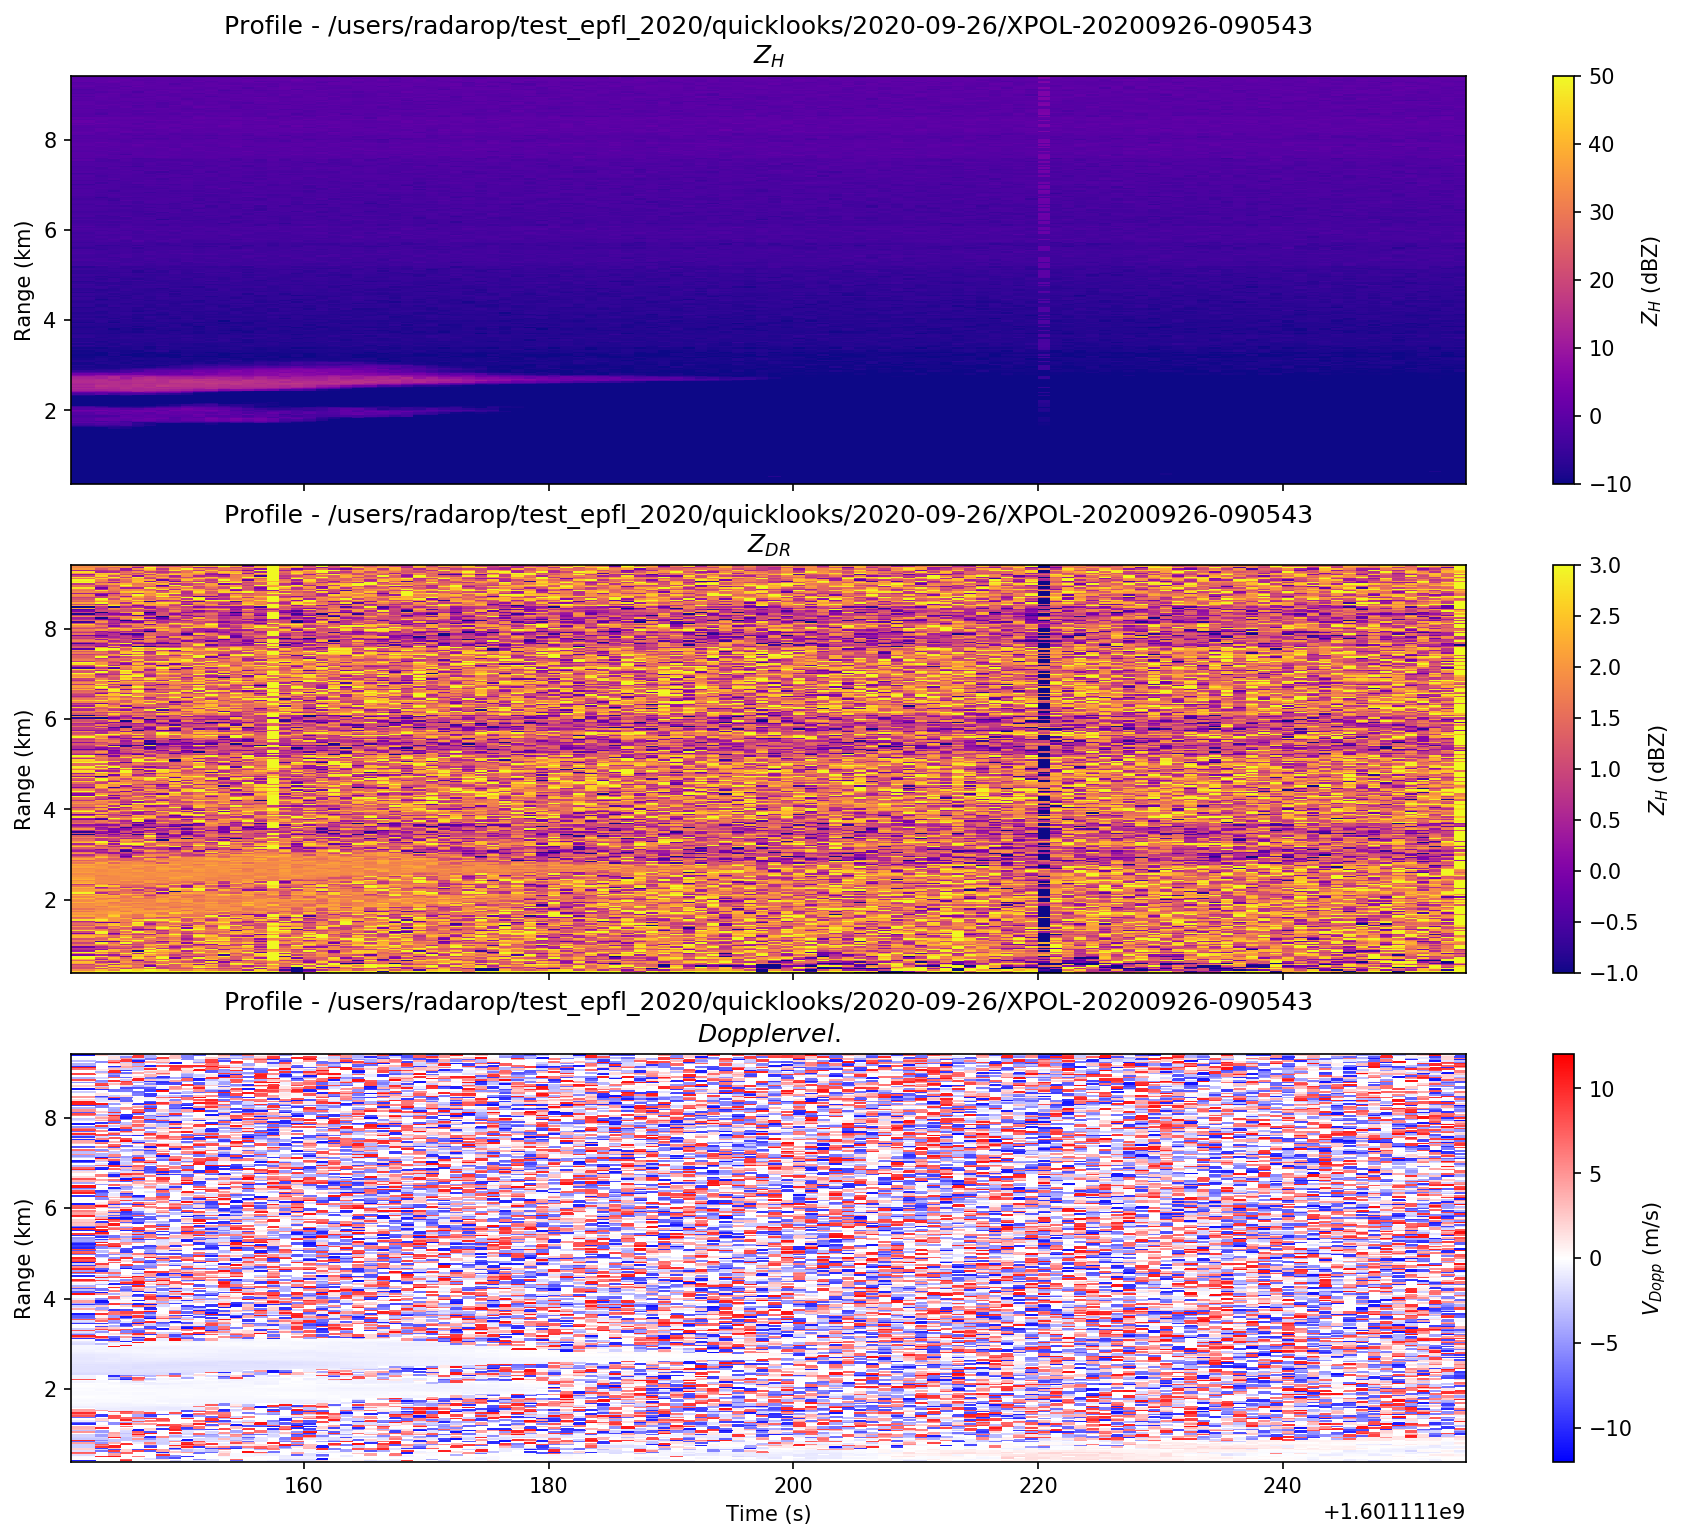 Profile - /users/radarop/test_epfl_2020/quicklooks/2020-09-26/XPOL-20200926-090543
Z_H
Range (km)
8
6
4
2
50
40
30
20
10
0
−10
Z_H (dBZ)
Profile - /users/radarop/test_epfl_2020/quicklooks/2020-09-26/XPOL-20200926-090543
Z_DR
Range (km)
8
6
4
2
3.0
2.5
2.0
1.5
1.0
0.5
0.0
−0.5
−1.0
Z_H (dBZ)
Profile - /users/radarop/test_epfl_2020/quicklooks/2020-09-26/XPOL-20200926-090543
Dopplervel.
Range (km)
8
6
4
2
10
5
0
−5
−10
V_Dopp (m/s)
160 180 200 220 240
Time (s)
+1.601111e9